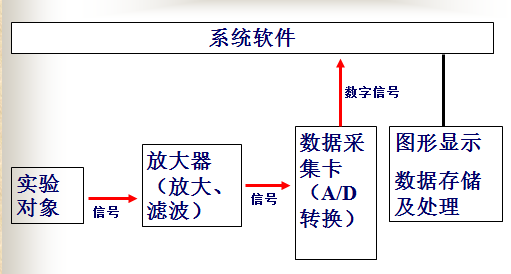 系统软件
数字信号
实验
对象
信号
放大器
（放大、
滤波）
信号
数据采
集卡
（A/D
转换）
图形显示
数据存储
及处理